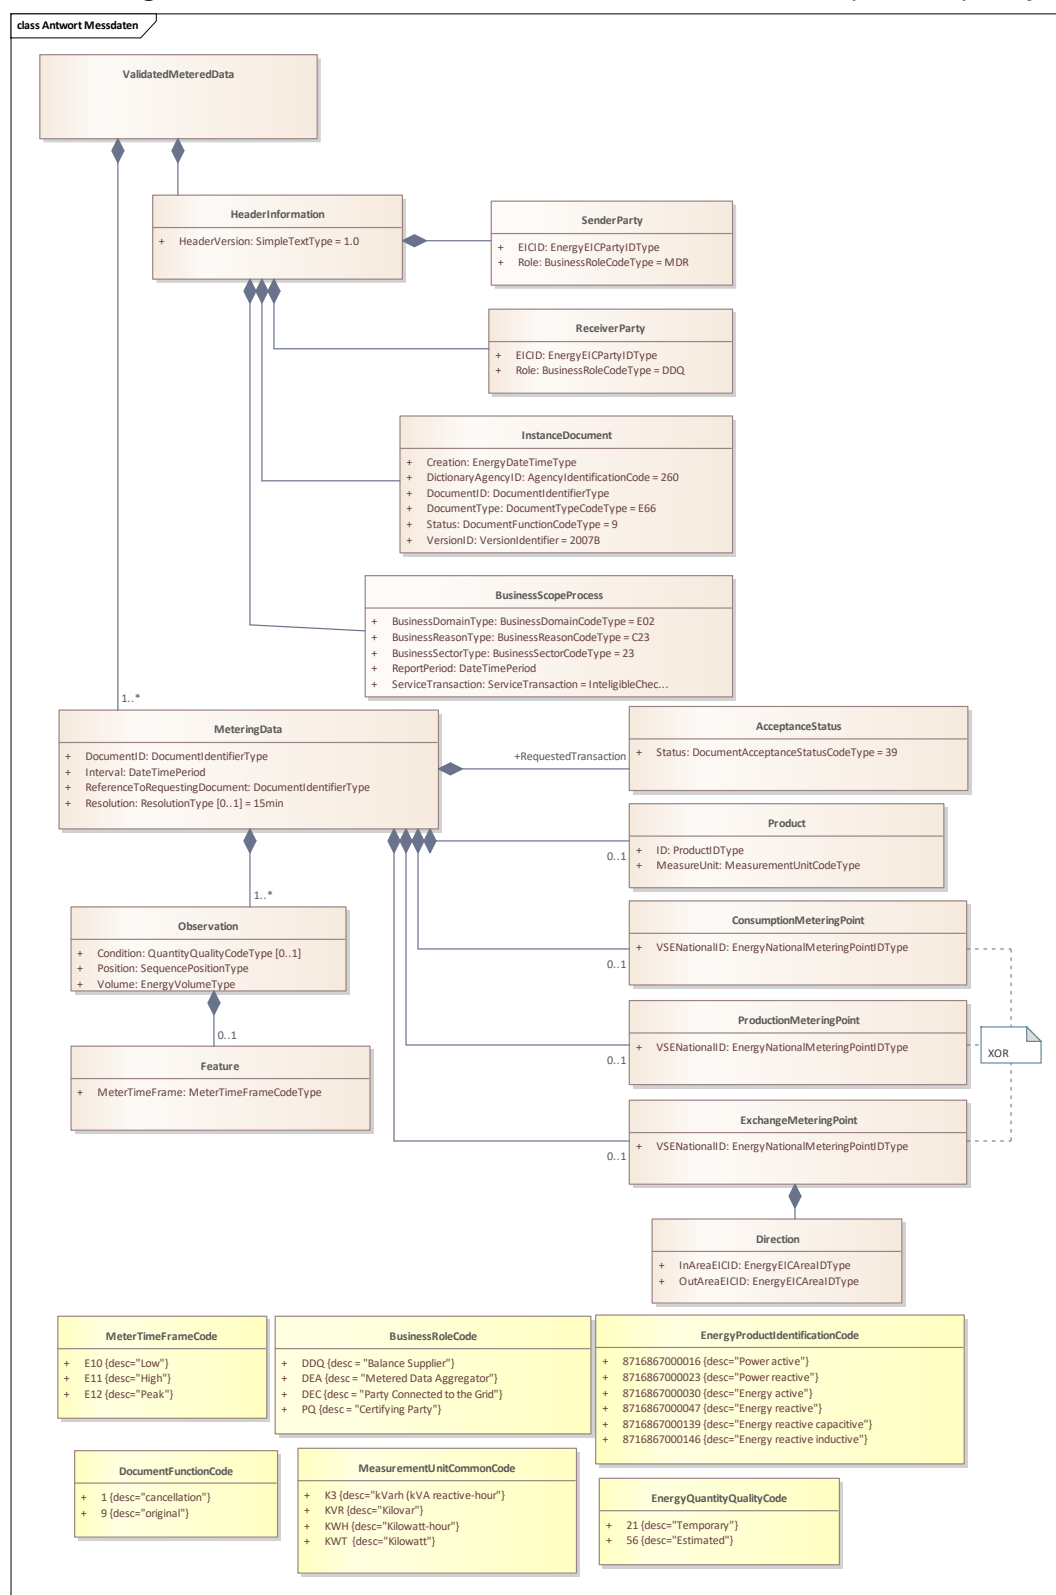 class Antwort Messdaten
ValidatedMeteredData
HeaderInformation
+ HeaderVersion: SimpleTextType = 1.0
SenderParty
+ EICID: EnergyEICPartyIDType
+ Role: BusinessRoleCodeType = MDR
ReceiverParty
+ EICID: EnergyEICPartyIDType
+ Role: BusinessRoleCodeType = DDQ
InstanceDocument
+ Creation: EnergyDateTimeType
+ DictionaryAgencyID: AgencyIdentificationCode = 260
+ DocumentID: DocumentIdentifierType
+ DocumentType: DocumentTypeCodeType = E66
+ Status: DocumentFunctionCodeType = 9
+ VersionID: VersionIdentifier = 2007B
BusinessScopeProcess
+ BusinessDomainType: BusinessDomainCodeType = E02
+ BusinessReasonType: BusinessReasonCodeType = C23
+ BusinessSectorType: BusinessSectorCodeType = 23
+ ReportPeriod: DateTimePeriod
+ ServiceTransaction: ServiceTransaction = InteligibleChec...
1..*
MeteringData
+ DocumentID: DocumentIdentifierType
+ Interval: DateTimePeriod
+ ReferenceToRequestingDocument: DocumentIdentifierType
+ Resolution: ResolutionType [0..1] = 15min
+RequestedTransaction
AcceptanceStatus
+ Status: DocumentAcceptanceStatusCodeType = 39
Product
+ ID: ProductIDType
+ MeasureUnit: MeasurementUnitCodeType
0..1
1..*
Observation
+ Condition: QuantityQualityCodeType [0..1]
+ Position: SequencePositionType
+ Volume: EnergyVolumeType
ConsumptionMeteringPoint
+ VSENationalID: EnergyNationalMeteringPointIDType
0..1
ProductionMeteringPoint
+ VSENationalID: EnergyNationalMeteringPointIDType
0..1
XOR
0..1
Feature
+ MeterTimeFrame: MeterTimeFrameCodeType
ExchangeMeteringPoint
+ VSENationalID: EnergyNationalMeteringPointIDType
0..1
Direction
+ InAreaEICID: EnergyEICAreaIDType
+ OutAreaEICID: EnergyEICAreaIDType
MeterTimeFrameCode
+ E10 {desc="Low"}
+ E11 {desc="High"}
+ E12 {desc="Peak"}
BusinessRoleCode
+ DDQ {desc = "Balance Supplier"}
+ DEA {desc = "Metered Data Aggregator"}
+ DEC {desc = "Party Connected to the Grid"}
+ PQ {desc = "Certifying Party"}
EnergyProductIdentificationCode
+ 8716867000016 {desc="Power active"}
+ 8716867000023 {desc="Power reactive"}
+ 8716867000030 {desc="Energy active"}
+ 8716867000047 {desc="Energy reactive"}
+ 8716867000139 {desc="Energy reactive capacitive"}
+ 8716867000146 {desc="Energy reactive inductive"}
DocumentFunctionCode
+ 1 {desc="cancellation"}
+ 9 {desc="original"}
MeasurementUnitCommonCode
+ K3 {desc="kVarh (kVA reactive-hour"}
+ KVR {desc="Kilovar"}
+ KWH {desc="Kilowatt-hour"}
+ KWT {desc="Kilowatt"}
EnergyQuantityQualityCode
+ 21 {desc="Temporary"}
+ 56 {desc="Estimated"}